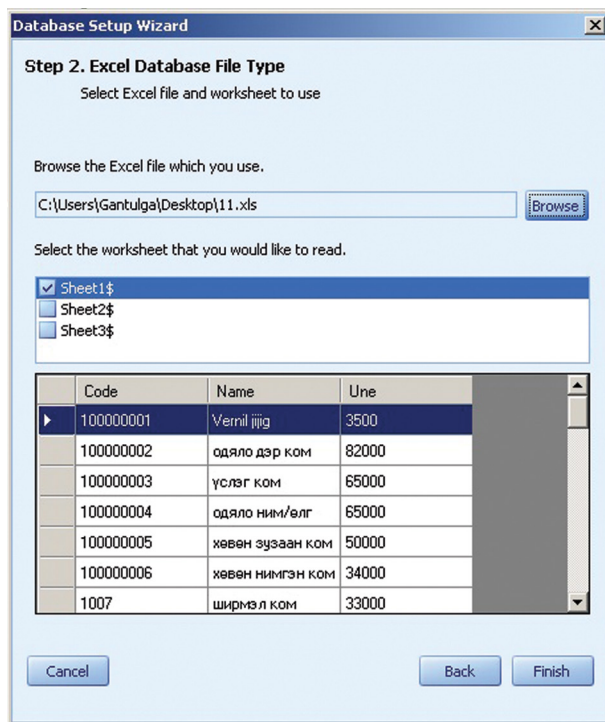 Database Setup Wizard
Step 2. Excel Database File Type
Select Excel file and worksheet to use
Browse the Excel file which you use.
C:\Users\Gantulga\Desktop\11.xls Browse
Select the worksheet that you would like to read.
Sheet1$
Sheet2$
Sheet3$
Code Name Une
100000001 Vernil jijig 3500
100000002 одяло дэр ком 82000
100000003 үслэг ком 65000
100000004 одяло ним/өлг 65000
100000005 хөвөн зузаан ком 50000
100000006 хөвөн нимгэн ком 34000
1007 ширмэл ком 33000
Cancel Back Finish